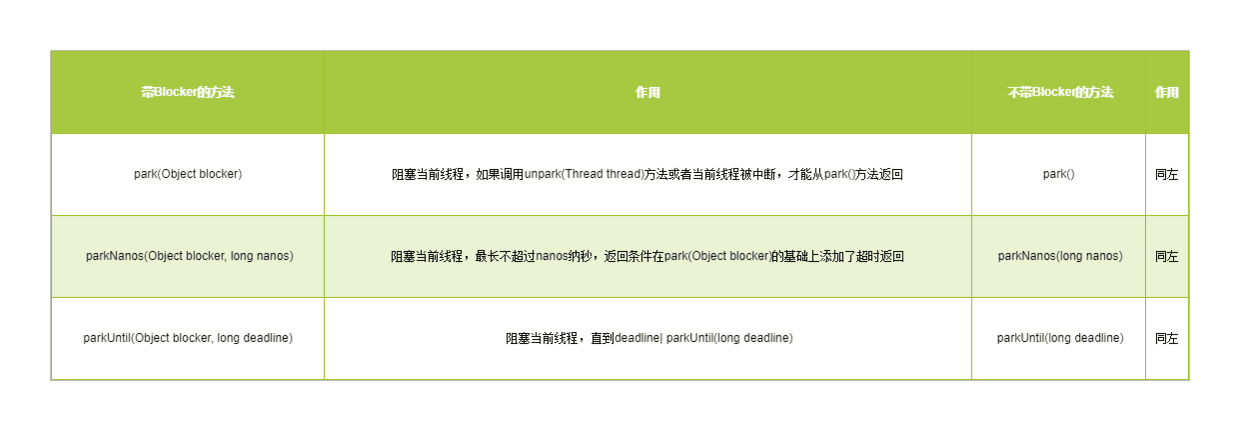 带Blocker的方法 作用 不带Blocker的方法 作用
park(Object blocker) 阻塞当前线程，如果调用unpark(Thread thread)方法或者当前线程被中断，才能从park()方法返回 park() 同左
parkNanos(Object blocker, long nanos) 阻塞当前线程，最长不超过nanos纳秒，返回条件在park(Object blocker)的基础上添加了超时返回 parkNanos(long nanos) 同左
parkUntil(Object blocker, long deadline) 阻塞当前线程，直到deadline| parkUntil(long deadline) parkUntil(long deadline) 同左